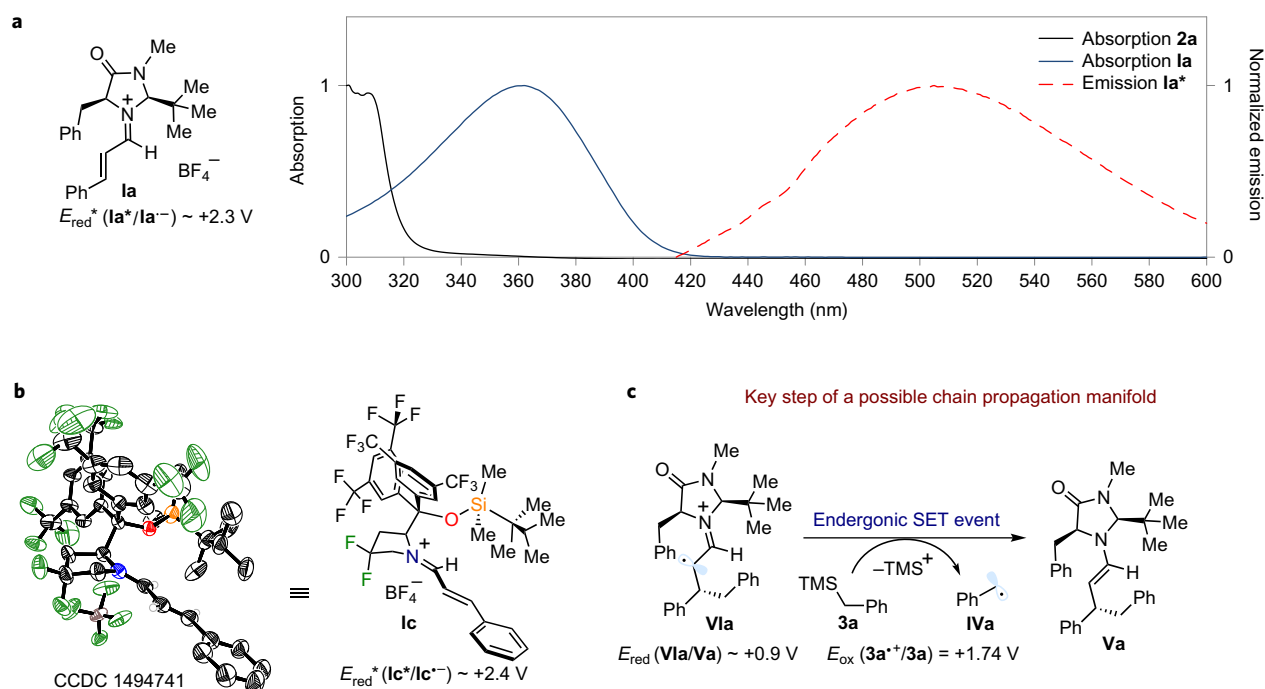 a
O
Me
N
N
+
Me
Me
Me
Ph
H
Ph
BF4−
Ia
Ered* (Ia*/Ia·−) ~ +2.3 V
Absorption
1
0
Absorption 2a
Absorption Ia
Emission Ia*
1
0
Normalized emission
300 320 340 360 380 400 420 440 460 480 500 520 540 560 580 600
Wavelength (nm)
b
CCDC 1494741
≡
F
F
F
F3C
F
F
F
CF3
Me
Si
O
Me
Me
Me
Me
F
F
+
N
H
BF4−
Ic
Ered* (Ic*/Ic•−) ~ +2.4 V
c
Key step of a possible chain propagation manifold
O
Me
N
+
N
Me
Me
Me
Ph
H
Ph
Ph
VIa
Ered (VIa/Va) ~ +0.9 V
Endergonic SET event
–TMS+
TMS
Ph
3a
Ph
IVa
Eox (3a•+/3a) = +1.74 V
O
Me
N
N
Me
Me
Me
Ph
H
Ph
Ph
Va